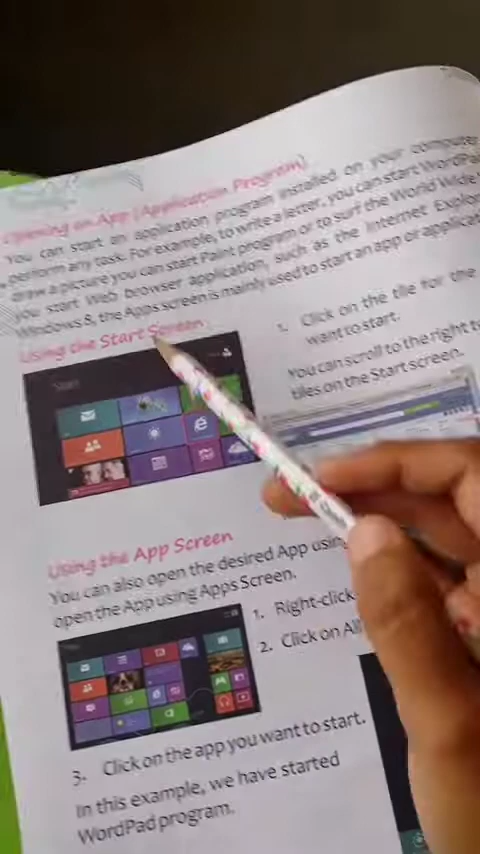 Opening an App (Application Program)
You can start an application program installed on your computer
perform any task. For example, to write a letter, you can start WordPa
draw a picture you can start Paint program or to surf the World Wide
you start Web browser application, such as the Internet Explor
Windows 8, the Apps screen is mainly used to start an app or applicat
Using the Start Screen
1. Click on the tile for the
want to start.
You can scroll to the right to
tiles on the Start screen.
Start
Using the App Screen
You can also open the desired App using
open the App using Apps Screen.
1. Right-click
2. Click on All
3. Click on the app you want to start.
In this example, we have started
WordPad program.